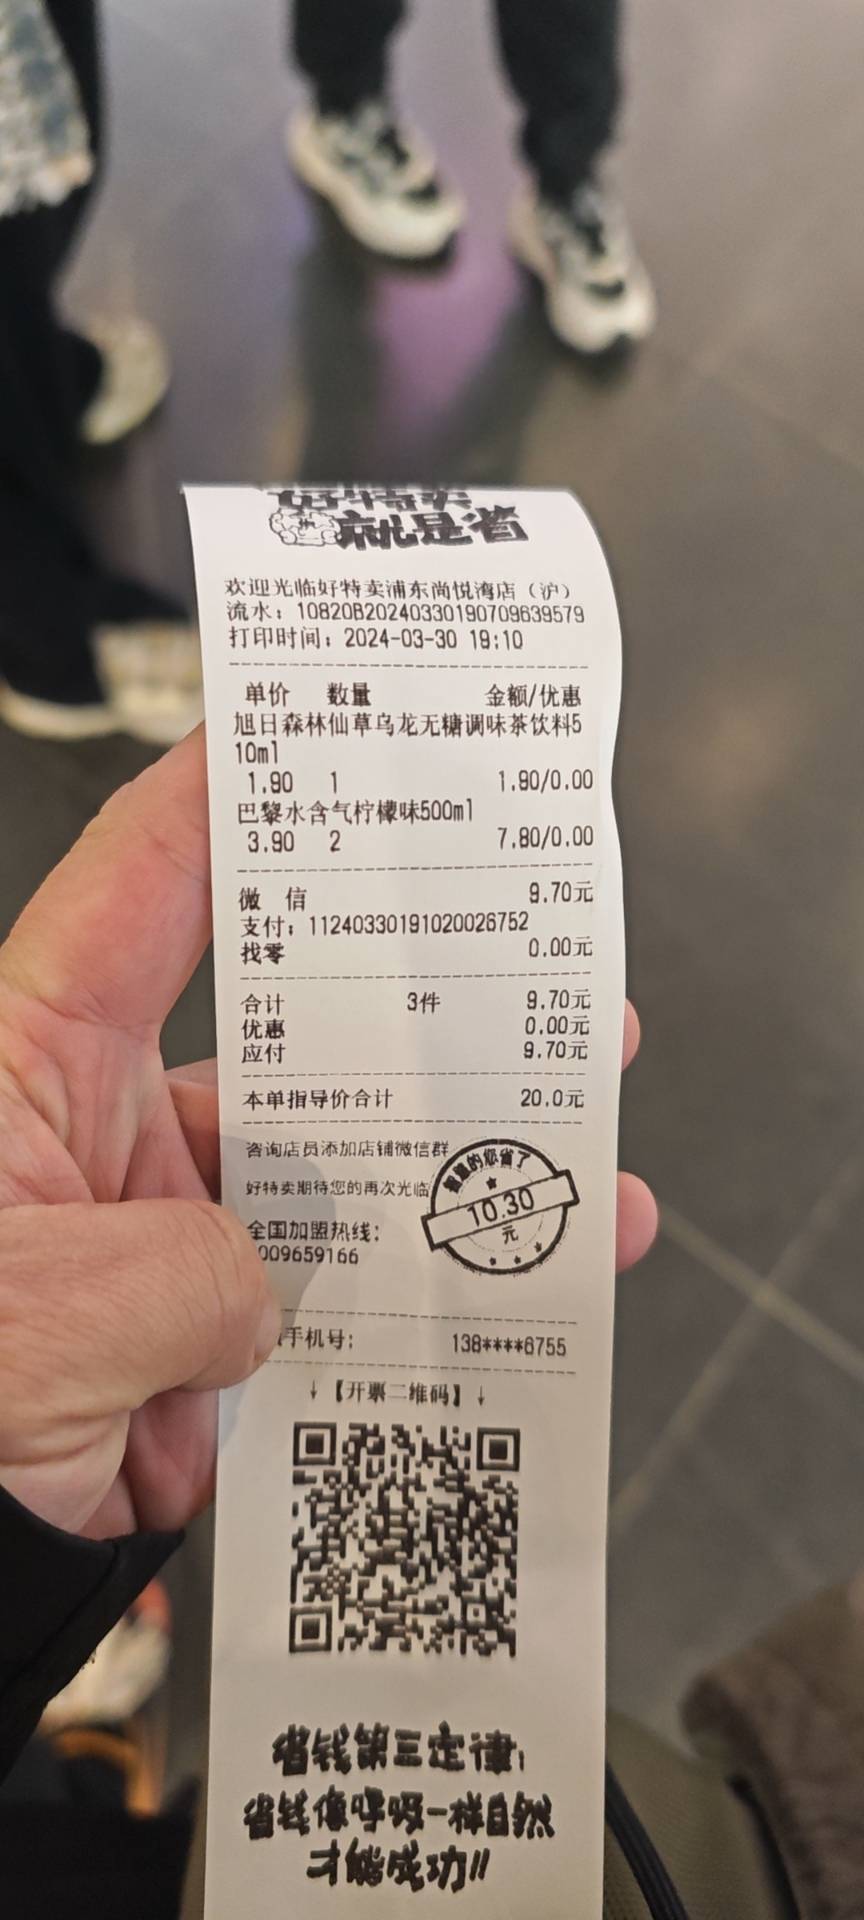 好特卖
就是省
欢迎光临好特卖浦东尚悦湾店（沪）
流水：10820B20240330190709639579
打印时间：2024-03-30 19:10
单价 数量 金额/优惠
旭日森林仙草乌龙无糖调味茶饮料5
10ml
1.90 1 1.90/0.00
巴黎水含气柠檬味500ml
3.90 2 7.80/0.00
微 信 9.70元
支付：11240330191020026752
找零 0.00元
合计 3件 9.70元
优惠 0.00元
应付 9.70元
本单指导价合计 20.0元
咨询店员添加店铺微信群
好特卖期待您的再次光临
的您省了
10.30
元
全国加盟热线：
009659166
手机号： 138****6755
↓【开票二维码】↓
省钱第三定律：
省钱像呼吸一样自然
才能成功!!